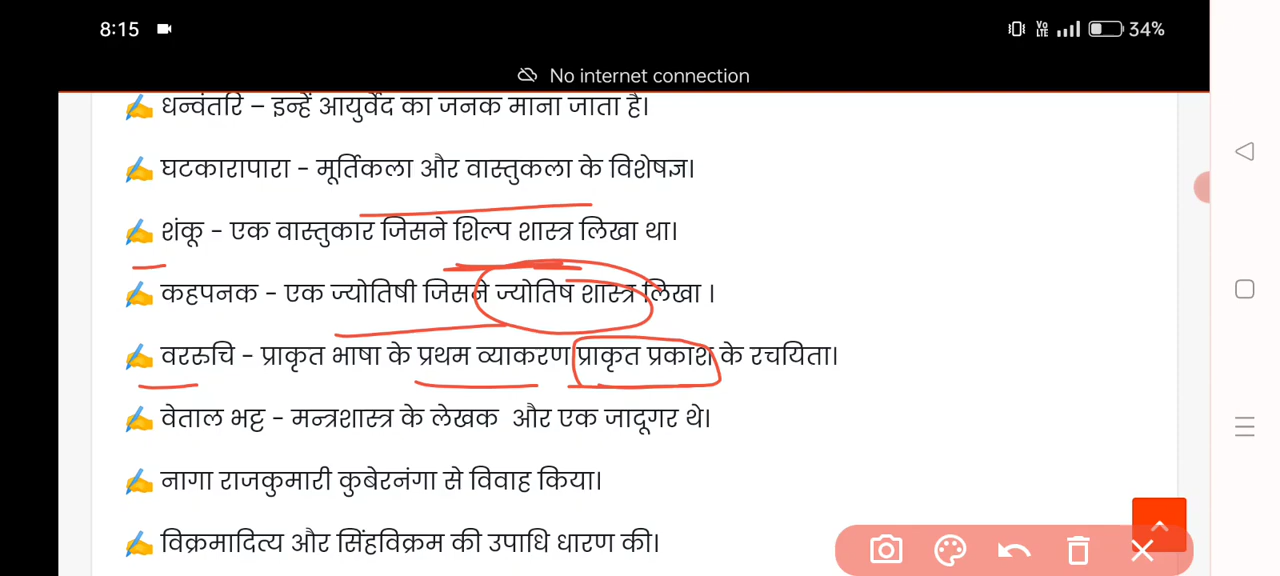 8:15 Vo LTE 34%
No internet connection
✍ धन्वंतरि – इन्हें आयुर्वेद का जनक माना जाता है।
✍ घटकारापारा - मूर्तिकला और वास्तुकला के विशेषज्ञ।
✍ शंकू - एक वास्तुकार जिसने शिल्प शास्त्र लिखा था।
✍ कहपनक - एक ज्योतिषी जिसने ज्योतिष शास्त्र लिखा ।
✍ वररुचि - प्राकृत भाषा के प्रथम व्याकरण प्राकृत प्रकाश के रचयिता।
✍ वेताल भट्ट - मन्त्रशास्त्र के लेखक और एक जादूगर थे।
✍ नागा राजकुमारी कुबेरनंगा से विवाह किया।
✍ विक्रमादित्य और सिंहविक्रम की उपाधि धारण की।